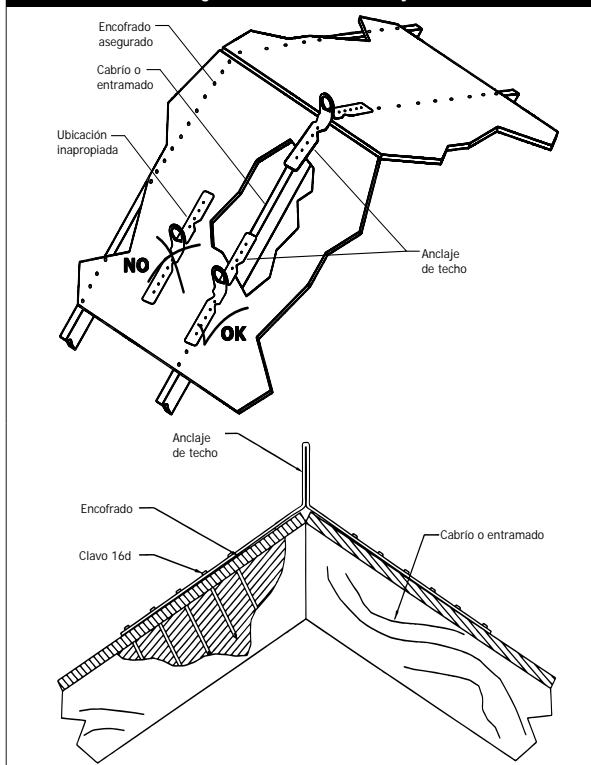 Encofrado
asegurado
Cabrío o
entramado
Ubicación
inapropiada
NO
OK
Anclaje
de techo
Anclaje
de techo
Encofrado
Clavo 16d
Cabrío o entramado